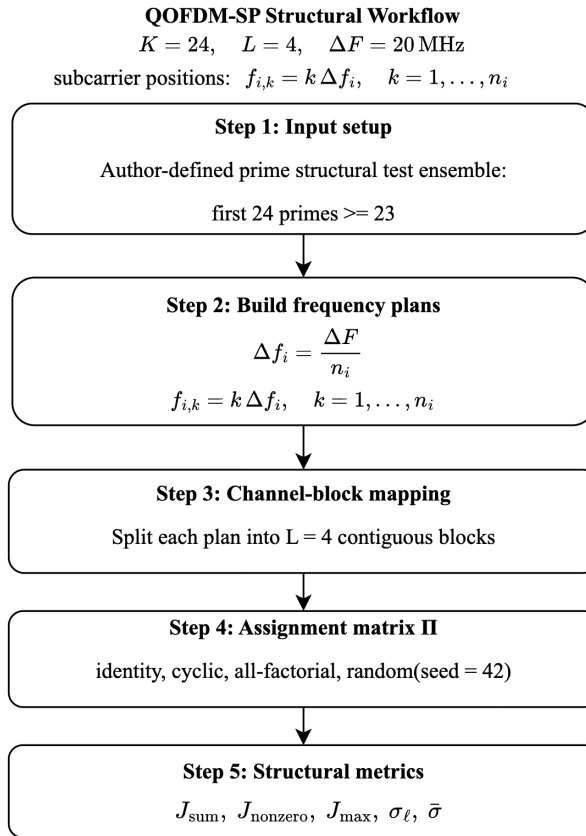 QOFDM-SP Structural Workflow
K = 24, L = 4, ΔF = 20 MHz
subcarrier positions: f_{i,k} = k Δf_i, k = 1, . . . , n_i
Step 1: Input setup
Author-defined prime structural test ensemble:
first 24 primes >= 23
Step 2: Build frequency plans
Δf_i = ΔF / n_i
f_{i,k} = k Δf_i, k = 1, . . . , n_i
Step 3: Channel-block mapping
Split each plan into L = 4 contiguous blocks
Step 4: Assignment matrix Π
identity, cyclic, all-factorial, random(seed = 42)
Step 5: Structural metrics
J_sum, J_nonzero, J_max, σ_ℓ, σ̄